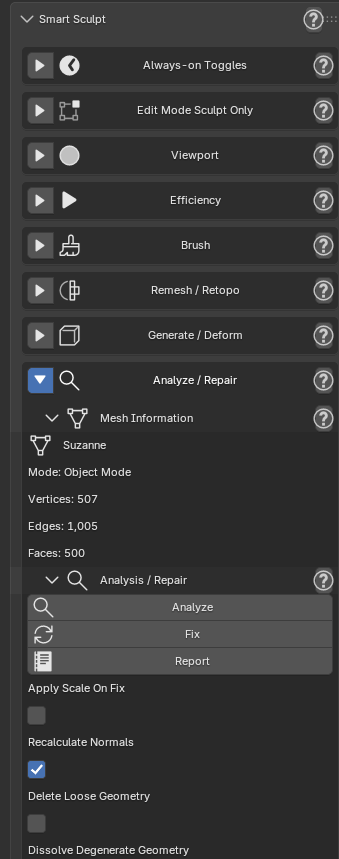 Smart Sculpt
Always-on Toggles
Edit Mode Sculpt Only
Viewport
Efficiency
Brush
Remesh / Retopo
Generate / Deform
Analyze / Repair
Mesh Information
Suzanne
Mode: Object Mode
Vertices: 507
Edges: 1,005
Faces: 500
Analysis / Repair
Analyze
Fix
Report
Apply Scale On Fix
Recalculate Normals
Delete Loose Geometry
Dissolve Degenerate Geometry